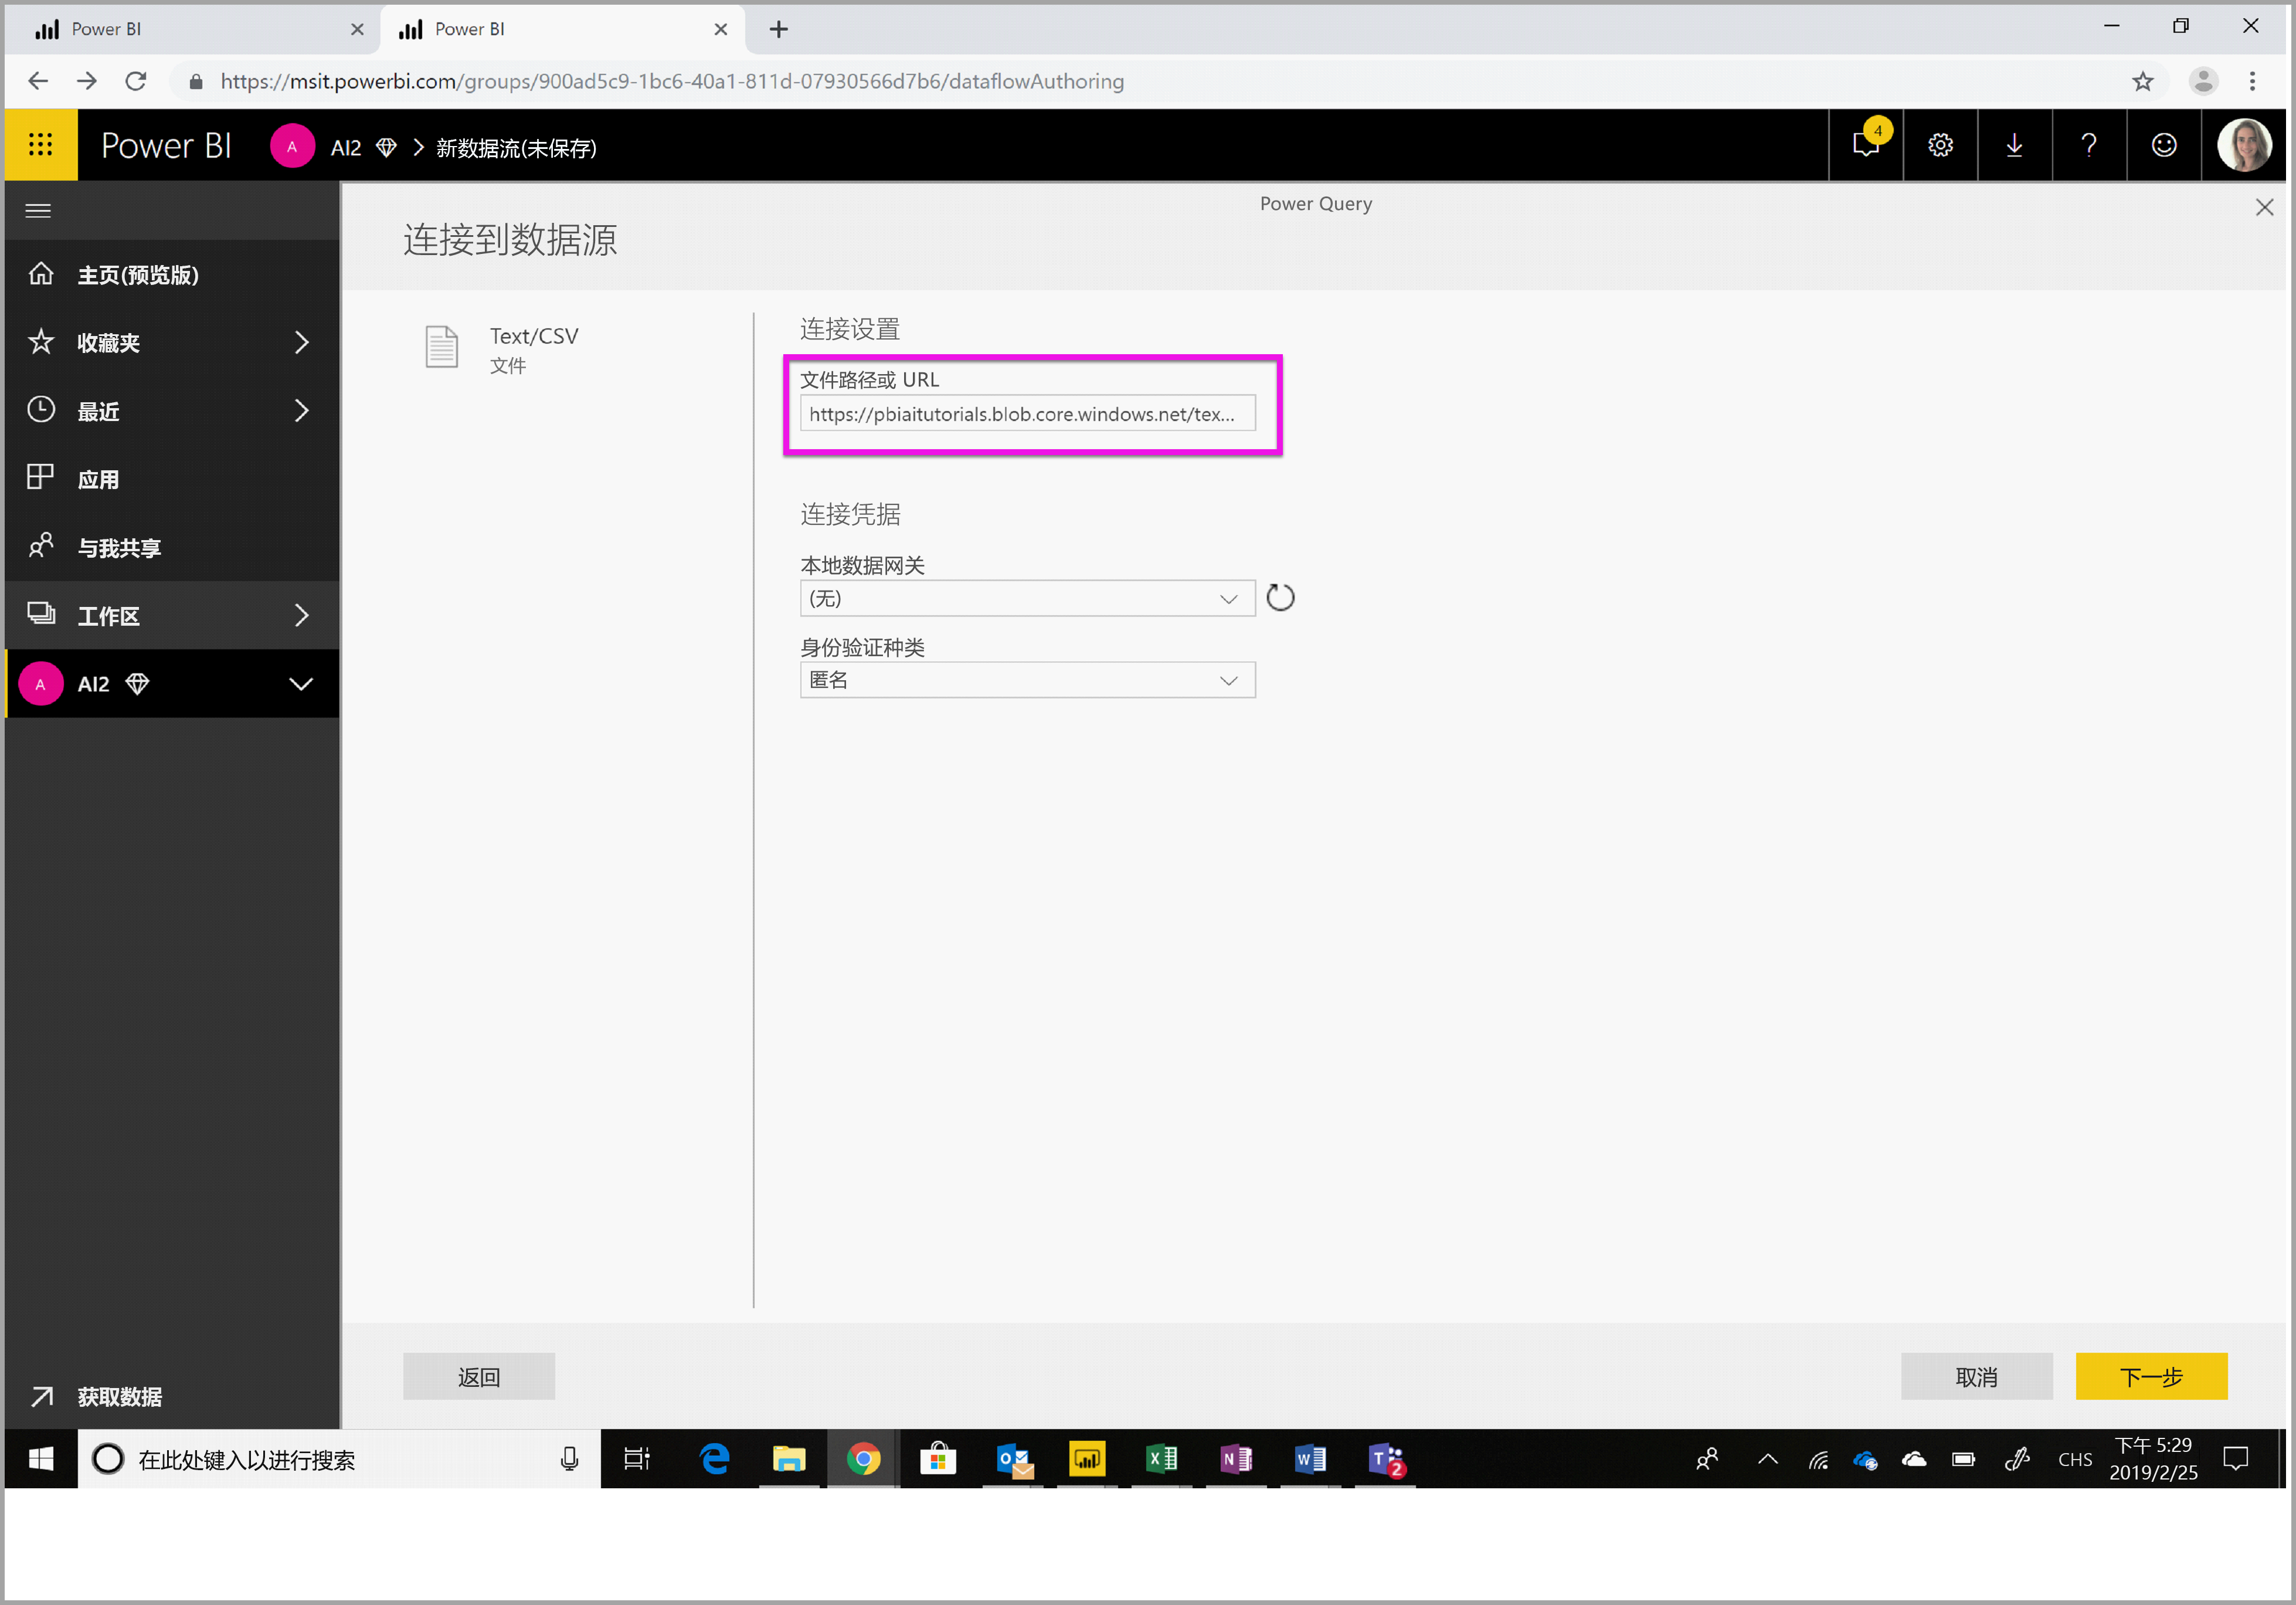 Power BI
Power BI
https://msit.powerbi.com/groups/900ad5c9-1bc6-40a1-811d-07930566d7b6/dataflowAuthoring
Power BI
A
AI2
新数据流(未保存)
4
?
Power Query
连接到数据源
主页(预览版)
收藏夹
最近
应用
与我共享
工作区
A
AI2
获取数据
Text/CSV
文件
连接设置
文件路径或 URL
https://pbiaitutorials.blob.core.windows.net/tex...
连接凭据
本地数据网关
(无)
身份验证种类
匿名
返回
取消
下一步
在此处键入以进行搜索
2
CHS
下午 5:29
2019/2/25